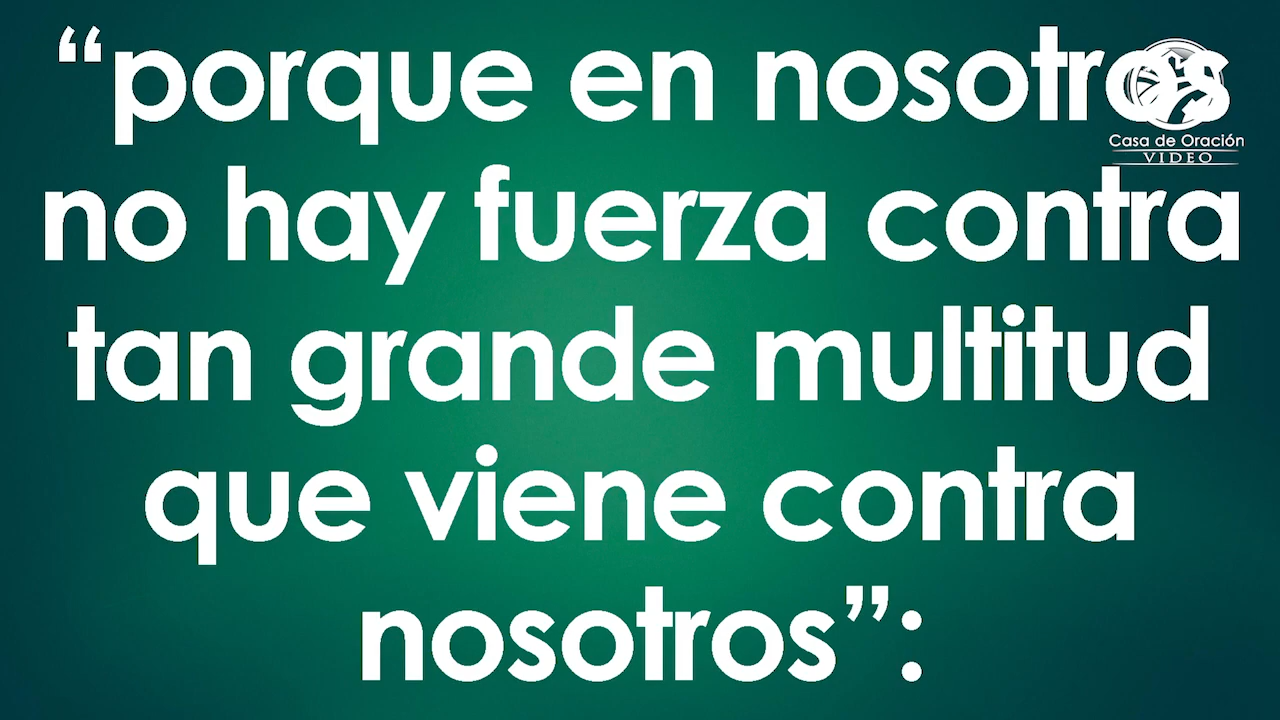 “porque en nosotros
Casa de Oración
VIDEO
no hay fuerza contra
tan grande multitud
que viene contra
nosotros”: